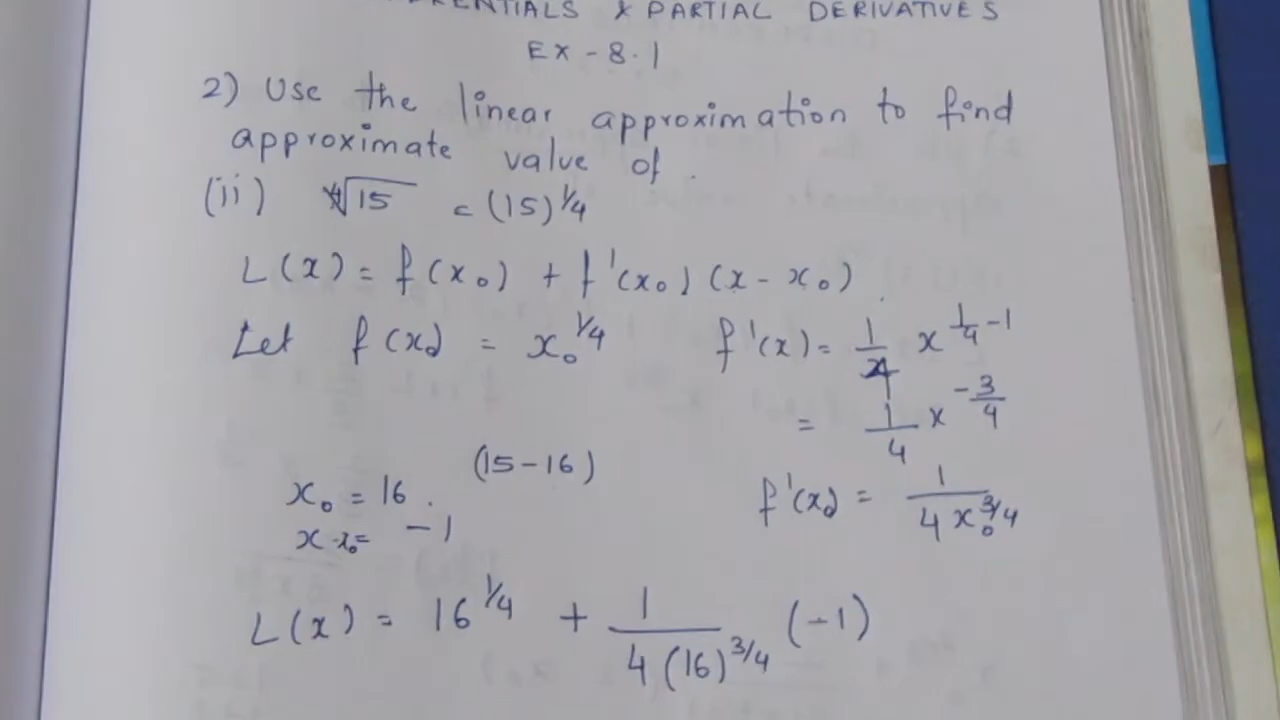 & PARTIAL DERIVATIVES
EX - 8.1
2) Use the linear approximation to find
approximate value of.
(ii) ∜15 = (15)^1/4
L(x) = f(x₀) + f'(x₀) (x - x₀)
Let f(x₀) = x₀^1/4 f'(x) = 1/4 x^(1/4 - 1)
= 1/4 x^(-3/4)
(15-16)
x₀ = 16. f'(x₀) = 1/(4 x₀^3/4)
x - x₀ = -1
L(x) = 16^1/4 + 1/(4(16)^3/4) (-1)